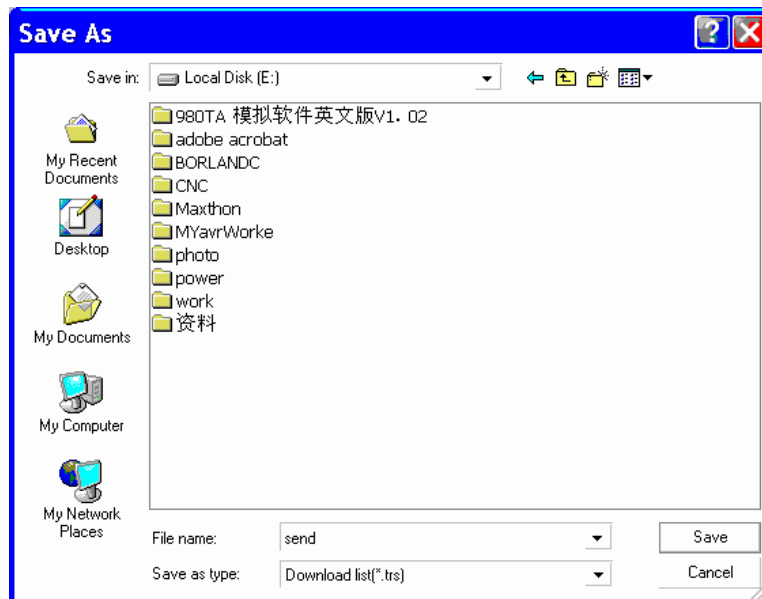 Save As
Save in: Local Disk (E:)
980TA 模拟软件英文版V1. 02
adobe acrobat
BORLANDC
CNC
Maxthon
MYavrWorke
photo
power
work
资料
My Recent
Documents
Desktop
My Documents
My Computer
My Network
Places
File name: send Save
Save as type: Download list(*.trs) Cancel